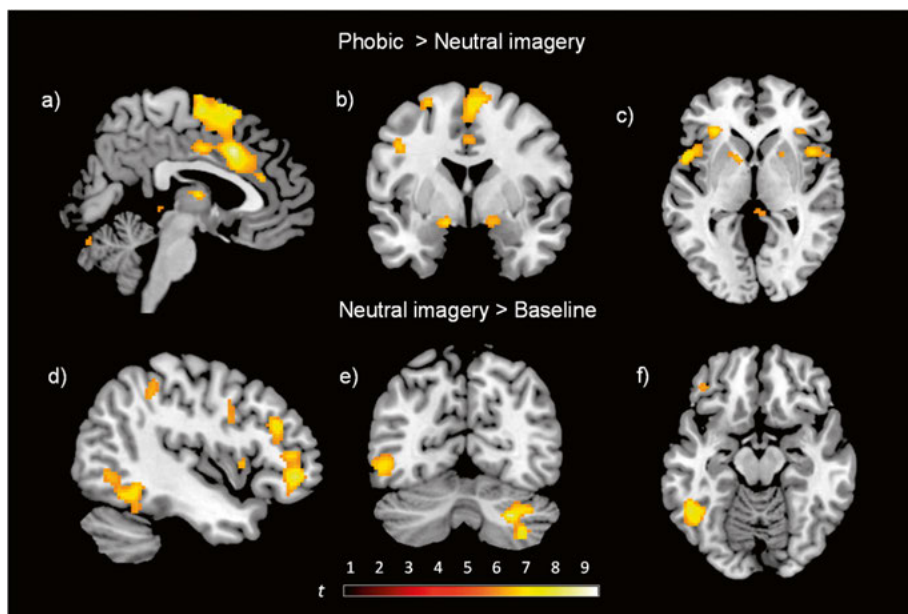 Phobic > Neutral imagery
a)
b)
c)
Neutral imagery > Baseline
d)
e)
f)
1 2 3 4 5 6 7 8 9
t